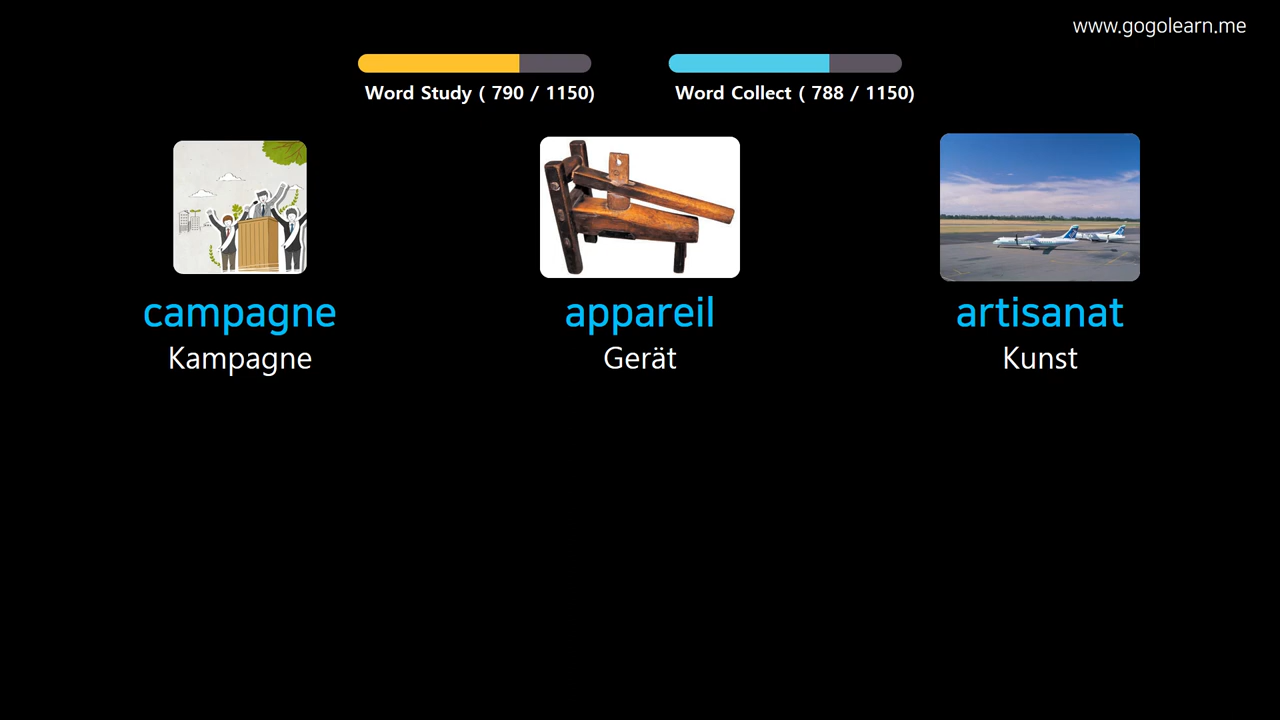 www.gogolearn.me
Word Study ( 790 / 1150)
Word Collect ( 788 / 1150)
campagne
Kampagne
appareil
Gerät
artisanat
Kunst